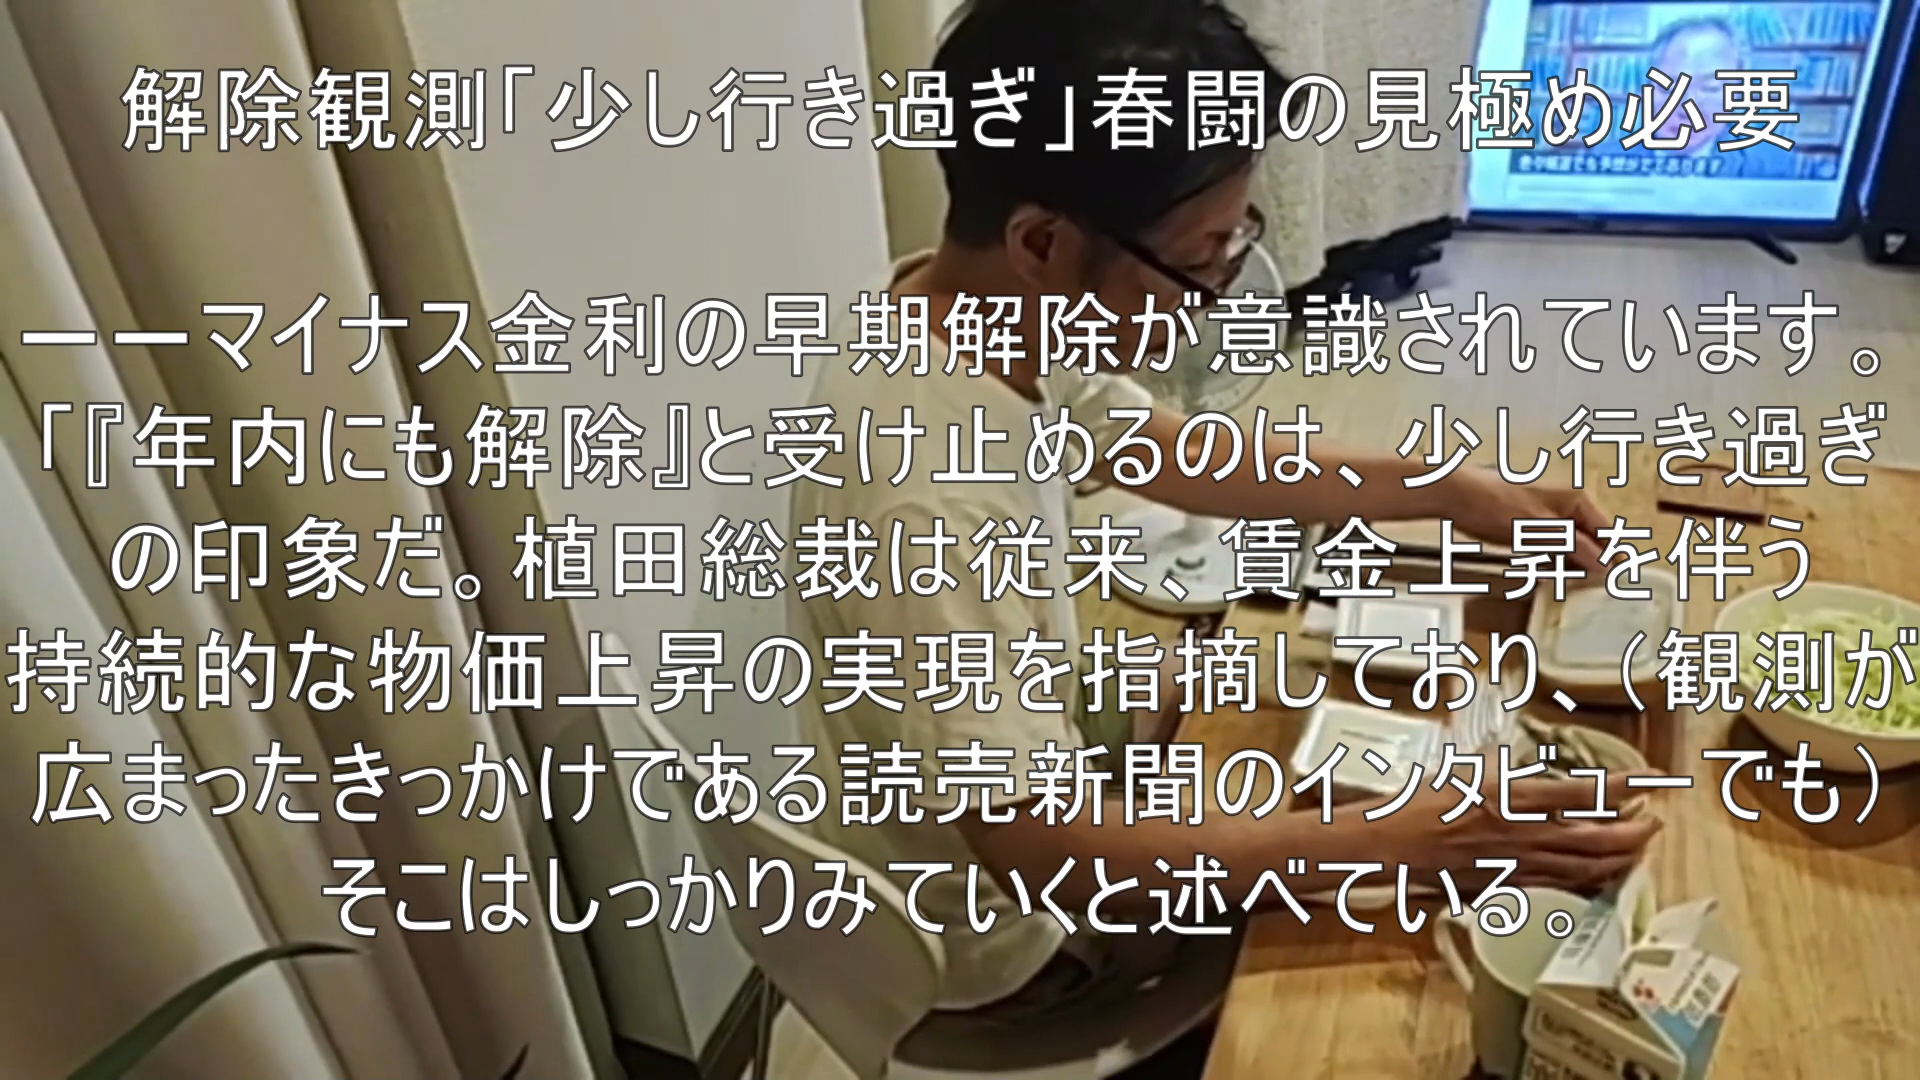 解除観測「少し行き過ぎ」春闘の見極め必要
ーーマイナス金利の早期解除が意識されています。
「『年内にも解除』と受け止めるのは、少し行き過ぎ
の印象だ。植田総裁は従来、賃金上昇を伴う
持続的な物価上昇の実現を指摘しており、（観測が
広まったきっかけである読売新聞のインタビューでも）
そこはしっかりみていくと述べている。